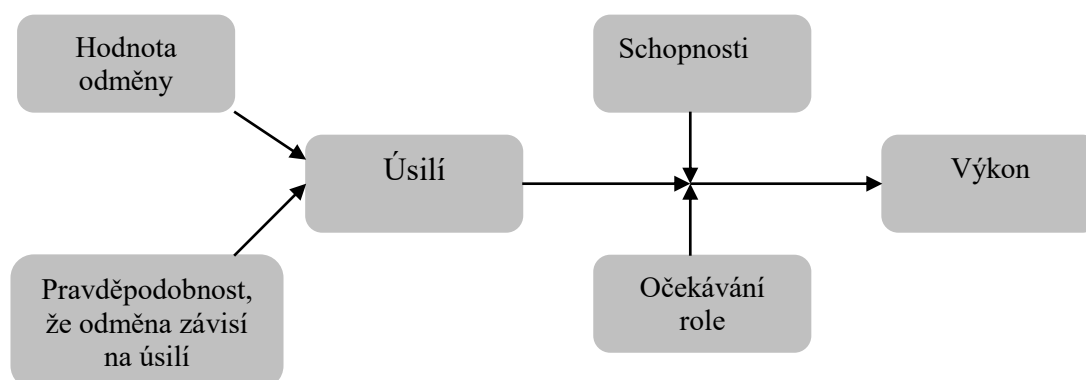 Hodnota
odměny
Schopnosti
Úsilí
Výkon
Pravděpodobnost,
že odměna závisí
na úsilí
Očekávání
role